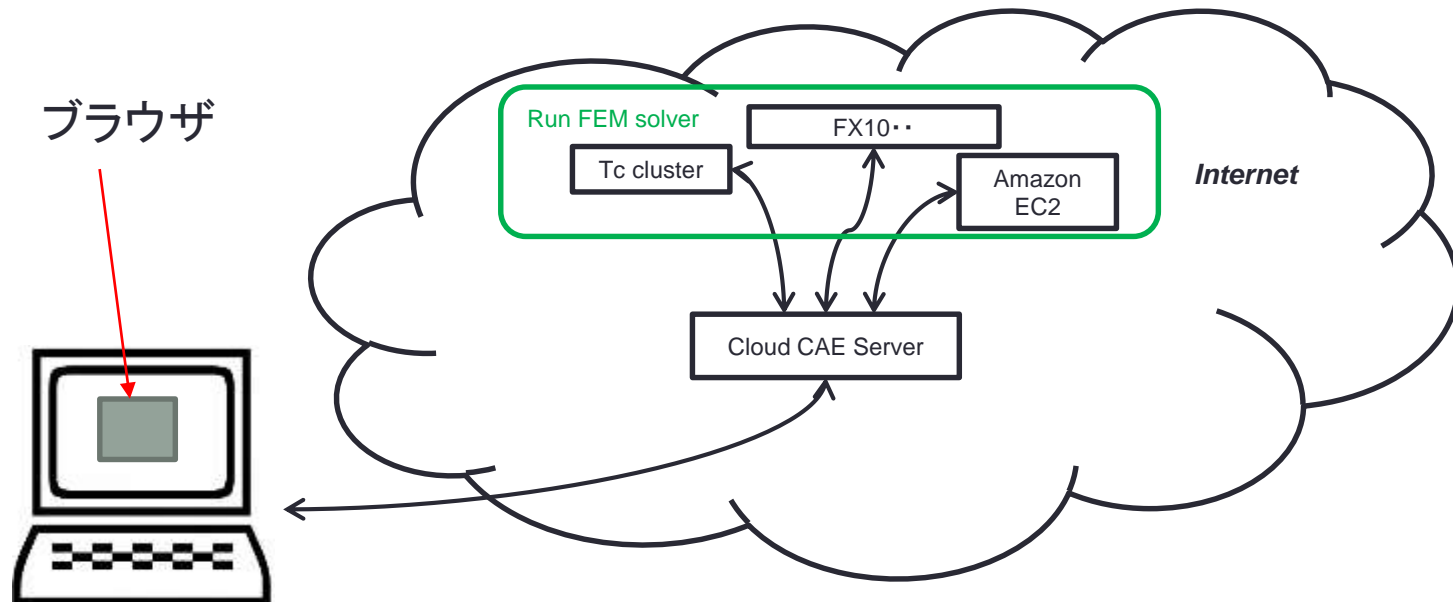 ブラウザ
Run FEM solver
FX10・・
Tc cluster
Amazon
EC2
Internet
Cloud CAE Server